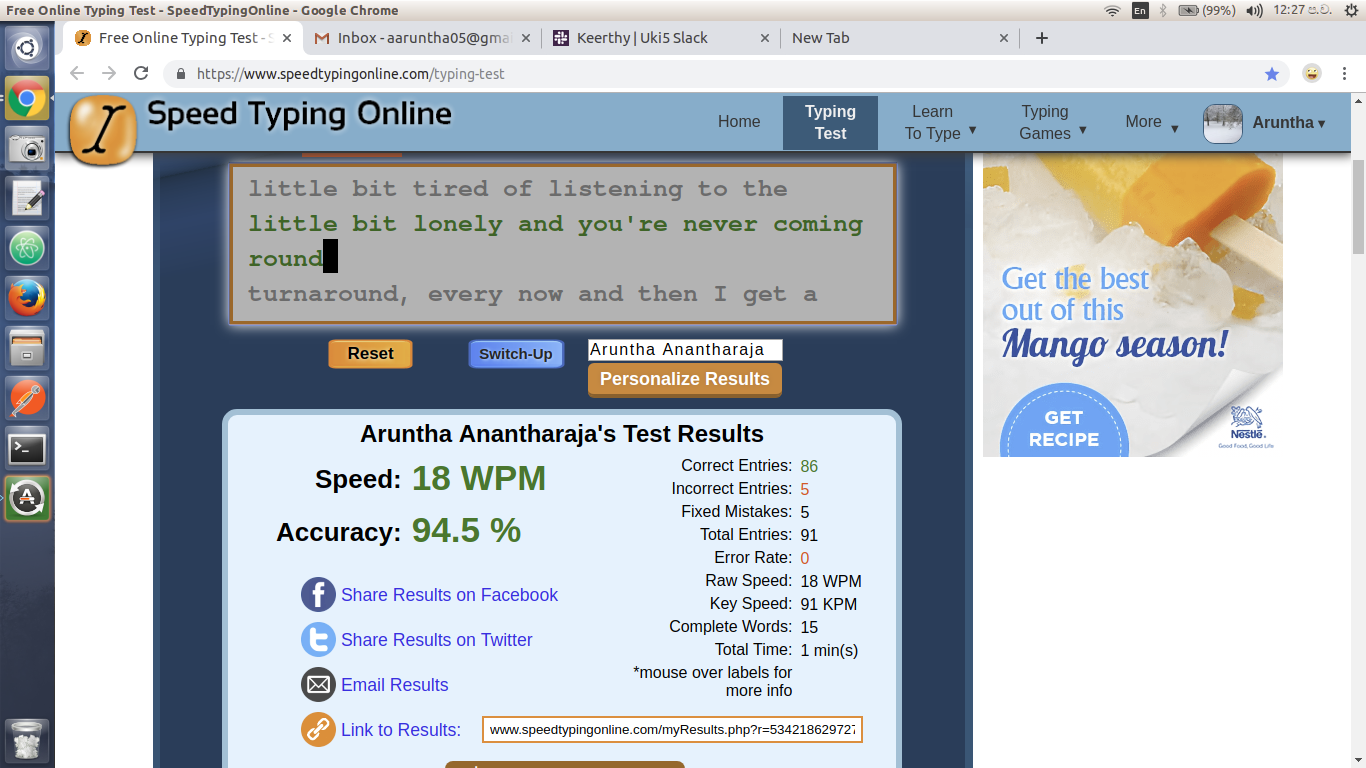 Free Online Typing Test - SpeedTypingOnline - Google Chrome
En (99%) 12:27 ප.ව.
Free Online Typing Test - S
Inbox - aaruntha05@gma
Keerthy | Uki5 Slack
New Tab
https://www.speedtypingonline.com/typing-test
Speed Typing Online
Home
Typing
Test
Learn
To Type ▾
Typing
Games ▾
More ▾
Aruntha ▾
little bit tired of listening to the
little bit lonely and you're never coming
round
turnaround, every now and then I get a
Reset
Switch-Up
Aruntha Anantharaja
Personalize Results
Aruntha Anantharaja's Test Results
Speed: 18 WPM
Accuracy: 94.5 %
Share Results on Facebook
Share Results on Twitter
Email Results
Link to Results: www.speedtypingonline.com/myResults.php?r=534218629727
Correct Entries: 86
Incorrect Entries: 5
Fixed Mistakes: 5
Total Entries: 91
Error Rate: 0
Raw Speed: 18 WPM
Key Speed: 91 KPM
Complete Words: 15
Total Time: 1 min(s)
*mouse over labels for
more info
Get the best
out of this
Mango season!
GET
RECIPE
Nestlé
Good Food, Good Life